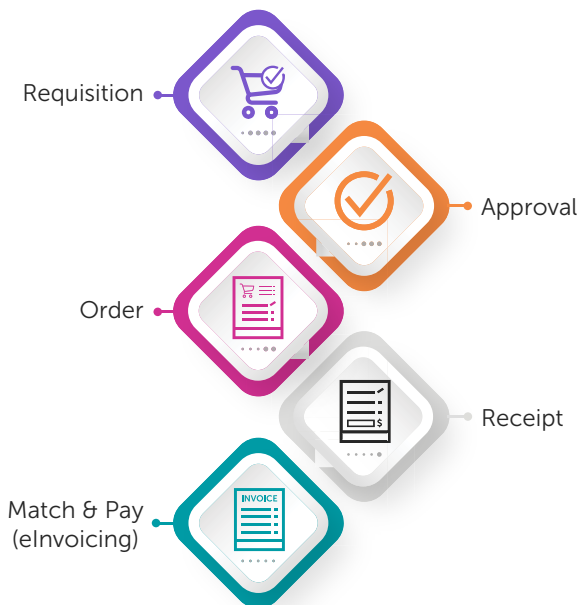 Requisition
Approval
Order
$
Receipt
INVOICE
Match & Pay
(eInvoicing)